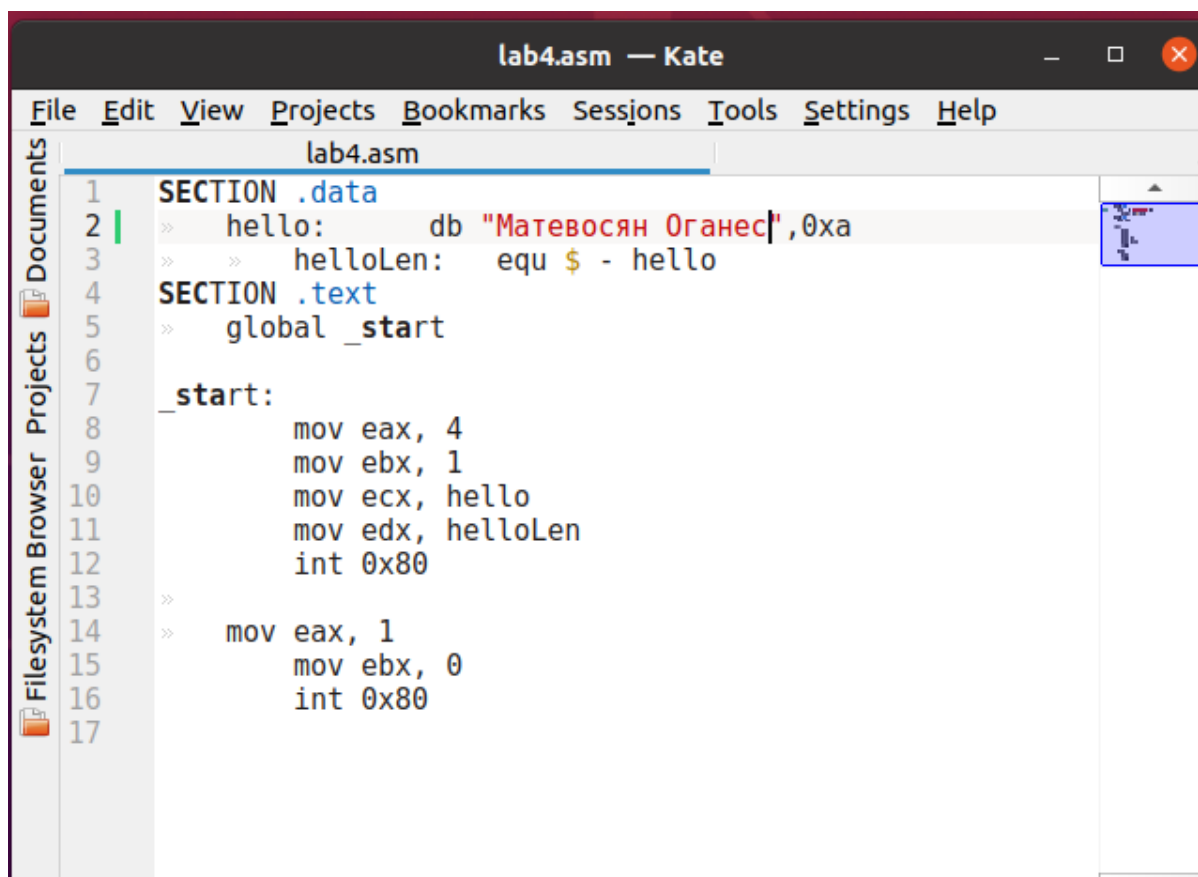 lab4.asm — Kate
File Edit View Projects Bookmarks Sessions Tools Settings Help
lab4.asm
Documents
Projects
Filesystem Browser
1 SECTION .data
2 » hello: db "Матевосян Оганес",0xa
3 » » helloLen: equ $ - hello
4 SECTION .text
5 » global _start
6
7 _start:
8 mov eax, 4
9 mov ebx, 1
10 mov ecx, hello
11 mov edx, helloLen
12 int 0x80
13 »
14 » mov eax, 1
15 mov ebx, 0
16 int 0x80
17